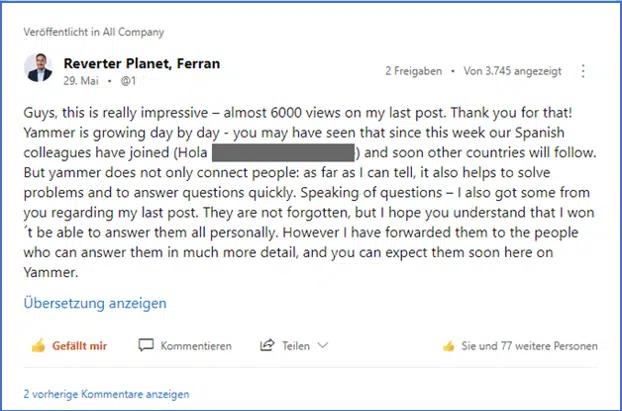 Veröffentlicht in All Company
Reverter Planet, Ferran
29. Mai • @1
2 Freigaben • Von 3.745 angezeigt
Guys, this is really impressive – almost 6000 views on my last post. Thank you for that!
Yammer is growing day by day - you may have seen that since this week our Spanish
colleagues have joined (Hola ) and soon other countries will follow.
But yammer does not only connect people: as far as I can tell, it also helps to solve
problems and to answer questions quickly. Speaking of questions – I also got some from
you regarding my last post. They are not forgotten, but I hope you understand that I won
´t be able to answer them all personally. However I have forwarded them to the people
who can answer them in much more detail, and you can expect them soon here on
Yammer.
Übersetzung anzeigen
Gefällt mir Kommentieren Teilen Sie und 77 weitere Personen
2 vorherige Kommentare anzeigen